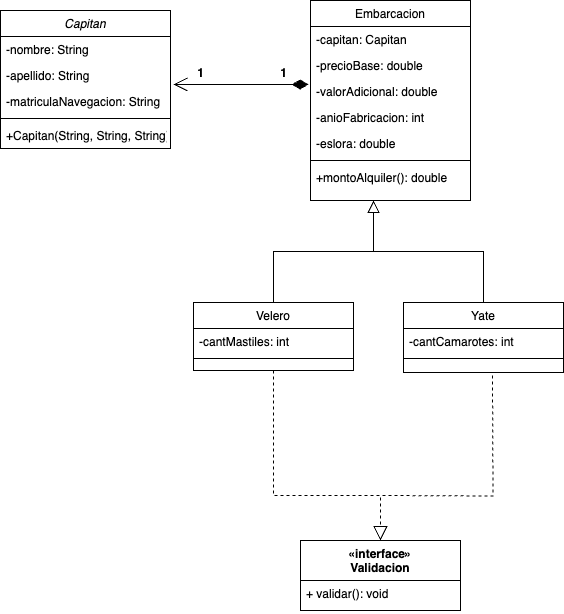 Capitan
-nombre: String
-apellido: String
-matriculaNavegacion: String
+Capitan(String, String, String
1
1
Embarcacion
-capitan: Capitan
-precioBase: double
-valorAdicional: double
-anioFabricacion: int
-eslora: double
+montoAlquiler(): double
Velero
-cantMastiles: int
Yate
-cantCamarotes: int
«interface»
Validacion
+ validar(): void